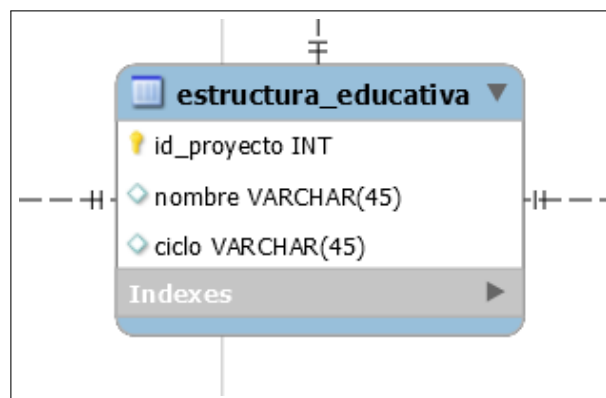 estructura_educativa
id_proyecto INT
nombre VARCHAR(45)
ciclo VARCHAR(45)
Indexes